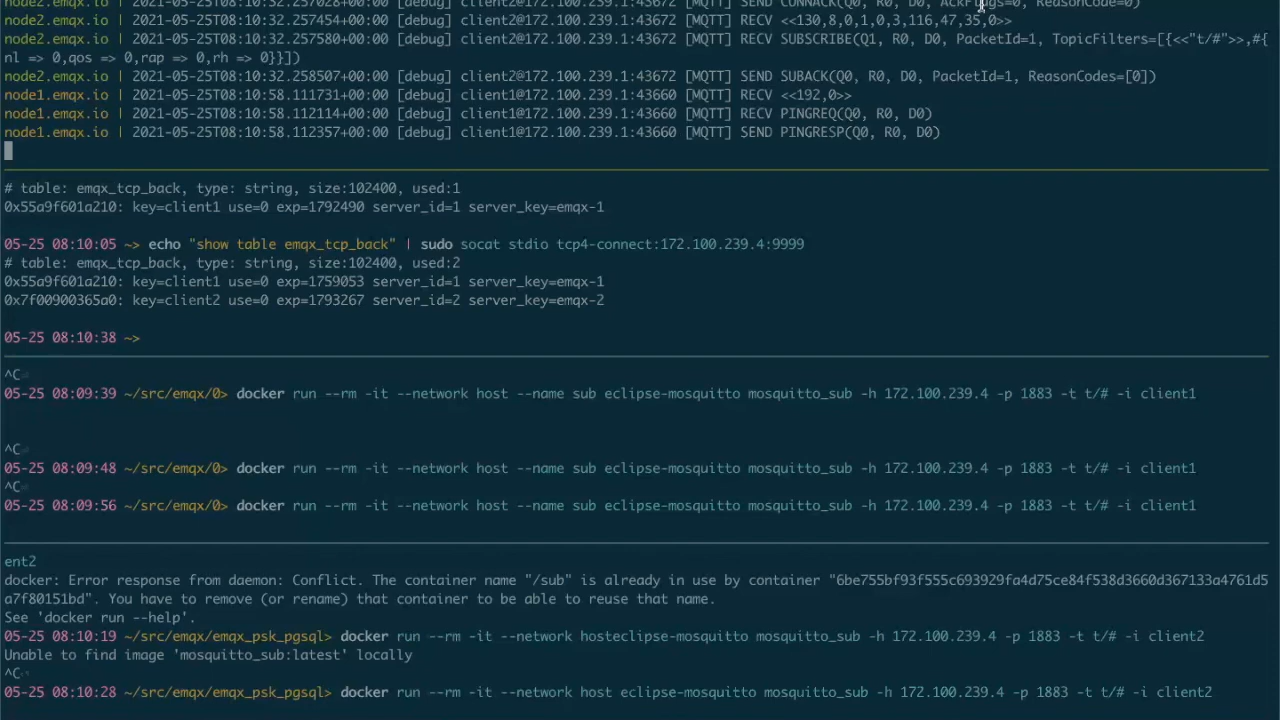 node2.emqx.io | 2021-05-25T08:10:32.257028+00:00 [debug] client2@172.100.239.1:43672 [MQTT] SEND CONNACK(Q0, R0, D0, AckFlags=0, ReasonCode=0)
node2.emqx.io | 2021-05-25T08:10:32.257454+00:00 [debug] client2@172.100.239.1:43672 [MQTT] RECV <<130,8,0,1,0,3,116,47,35,0>>
node2.emqx.io | 2021-05-25T08:10:32.257580+00:00 [debug] client2@172.100.239.1:43672 [MQTT] RECV SUBSCRIBE(Q1, R0, D0, PacketId=1, TopicFilters=[{<<"t/#">>,#{
nl => 0,qos => 0,rap => 0,rh => 0}}])
node2.emqx.io | 2021-05-25T08:10:32.258507+00:00 [debug] client2@172.100.239.1:43672 [MQTT] SEND SUBACK(Q0, R0, D0, PacketId=1, ReasonCodes=[0])
node1.emqx.io | 2021-05-25T08:10:58.111731+00:00 [debug] client1@172.100.239.1:43660 [MQTT] RECV <<192,0>>
node1.emqx.io | 2021-05-25T08:10:58.112114+00:00 [debug] client1@172.100.239.1:43660 [MQTT] RECV PINGREQ(Q0, R0, D0)
node1.emqx.io | 2021-05-25T08:10:58.112357+00:00 [debug] client1@172.100.239.1:43660 [MQTT] SEND PINGRESP(Q0, R0, D0)
# table: emqx_tcp_back, type: string, size:102400, used:1
0x55a9f601a210: key=client1 use=0 exp=1792490 server_id=1 server_key=emqx-1
05-25 08:10:05 ~> echo "show table emqx_tcp_back" | sudo socat stdio tcp4-connect:172.100.239.4:9999
# table: emqx_tcp_back, type: string, size:102400, used:2
0x55a9f601a210: key=client1 use=0 exp=1759053 server_id=1 server_key=emqx-1
0x7f00900365a0: key=client2 use=0 exp=1793267 server_id=2 server_key=emqx-2
05-25 08:10:38 ~>
^C
05-25 08:09:39 ~/src/emqx/0> docker run --rm -it --network host --name sub eclipse-mosquitto mosquitto_sub -h 172.100.239.4 -p 1883 -t t/# -i client1
^C
05-25 08:09:48 ~/src/emqx/0> docker run --rm -it --network host --name sub eclipse-mosquitto mosquitto_sub -h 172.100.239.4 -p 1883 -t t/# -i client1
^C
05-25 08:09:56 ~/src/emqx/0> docker run --rm -it --network host --name sub eclipse-mosquitto mosquitto_sub -h 172.100.239.4 -p 1883 -t t/# -i client1
ent2
docker: Error response from daemon: Conflict. The container name "/sub" is already in use by container "6be755bf93f555c693929fa4d75ce84f538d3660d367133a4761d5
a7f80151bd". You have to remove (or rename) that container to be able to reuse that name.
See 'docker run --help'.
05-25 08:10:19 ~/src/emqx/emqx_psk_pgsql> docker run --rm -it --network hosteclipse-mosquitto mosquitto_sub -h 172.100.239.4 -p 1883 -t t/# -i client2
Unable to find image 'mosquitto_sub:latest' locally
^C
05-25 08:10:28 ~/src/emqx/emqx_psk_pgsql> docker run --rm -it --network host eclipse-mosquitto mosquitto_sub -h 172.100.239.4 -p 1883 -t t/# -i client2